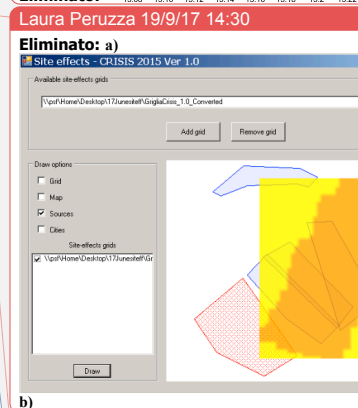 Laura Peruzza 19/9/17 14:30
Eliminato: a)
Site effects - CRISIS 2015 Ver 1.0
Available site-effects grids
\\psf\Home\Desktop\17Junesiteff\GrigliaCrisis_1.0_Converted
Add grid Remove grid
Draw options
Grid
Map
Sources
Cities
Site-effects grids
\\psf\Home\Desktop\17Junesiteff\Gr
Draw
b)